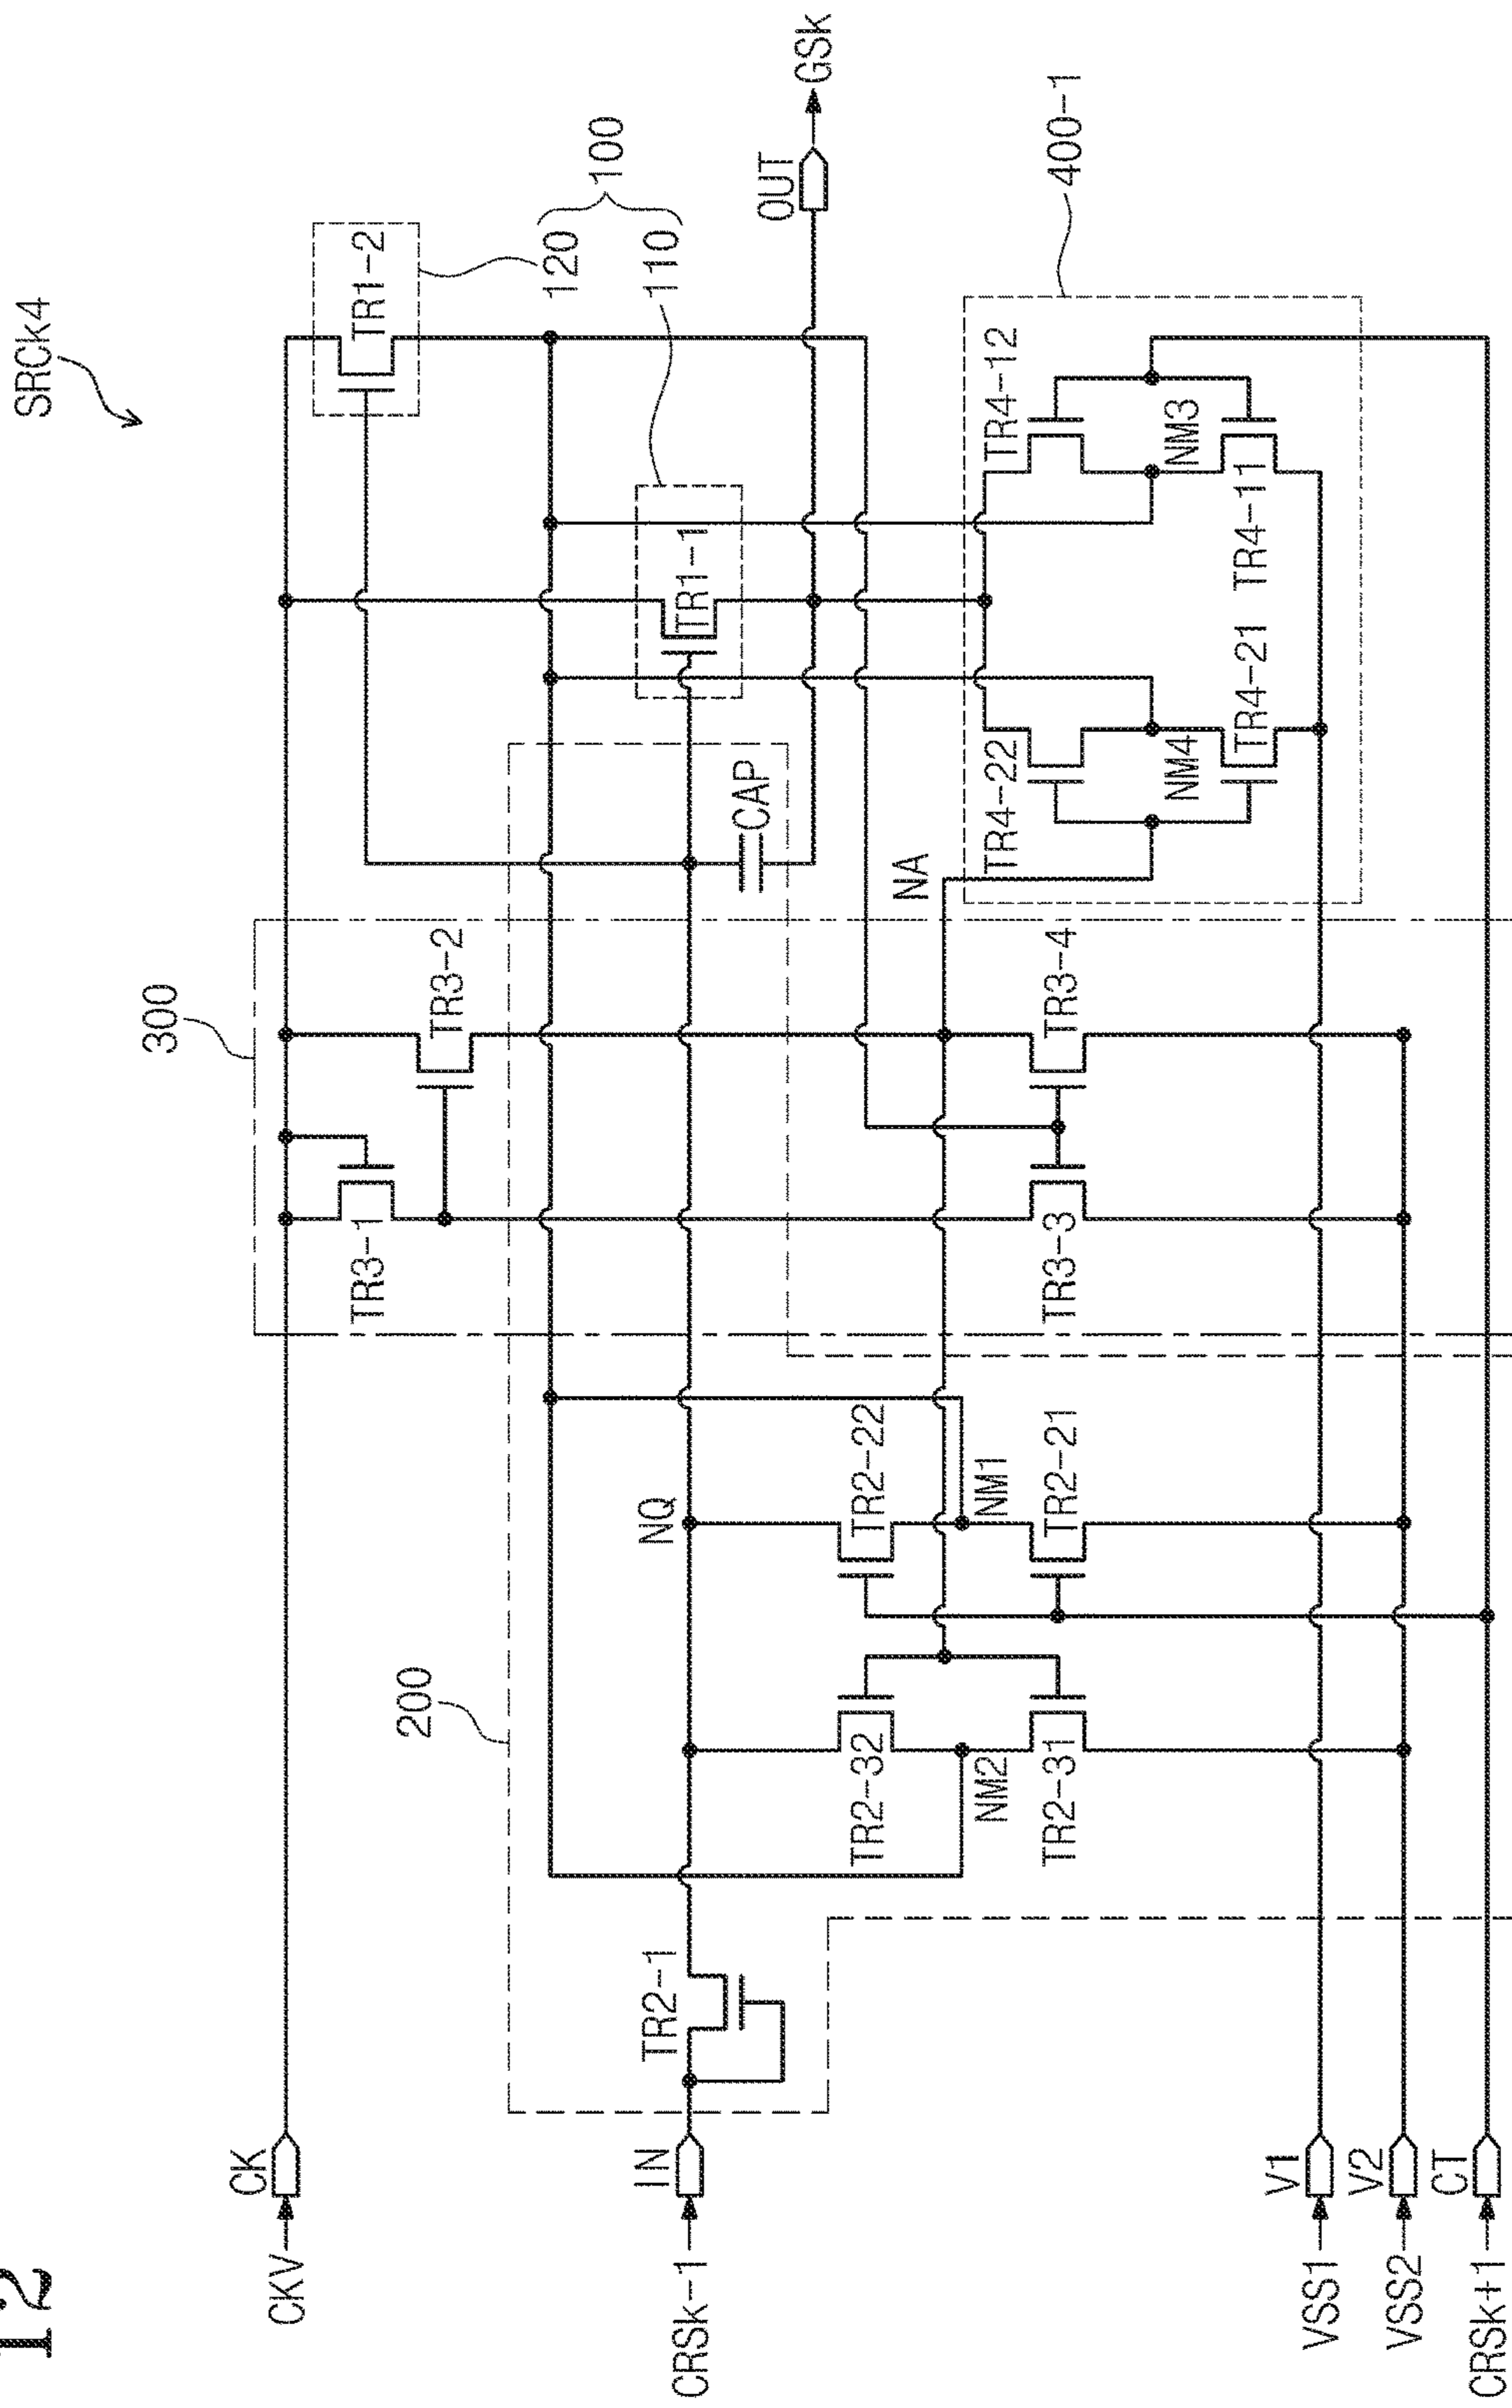 12
SRCk4
CKV
CK
300
TR3-1
TR3-2
TR1-2
120
110
100
200
CRSk-1
IN
TR2-1
NQ
CAP
TR1-1
OUT
GSk
TR2-32
TR2-22
NM2
NM1
TR2-31
TR2-21
TR3-3
TR3-4
NA
TR4-22
TR4-12
NM4
NM3
TR4-21
TR4-11
400-1
VSS1
V1
VSS2
V2
CRSk+1
CT